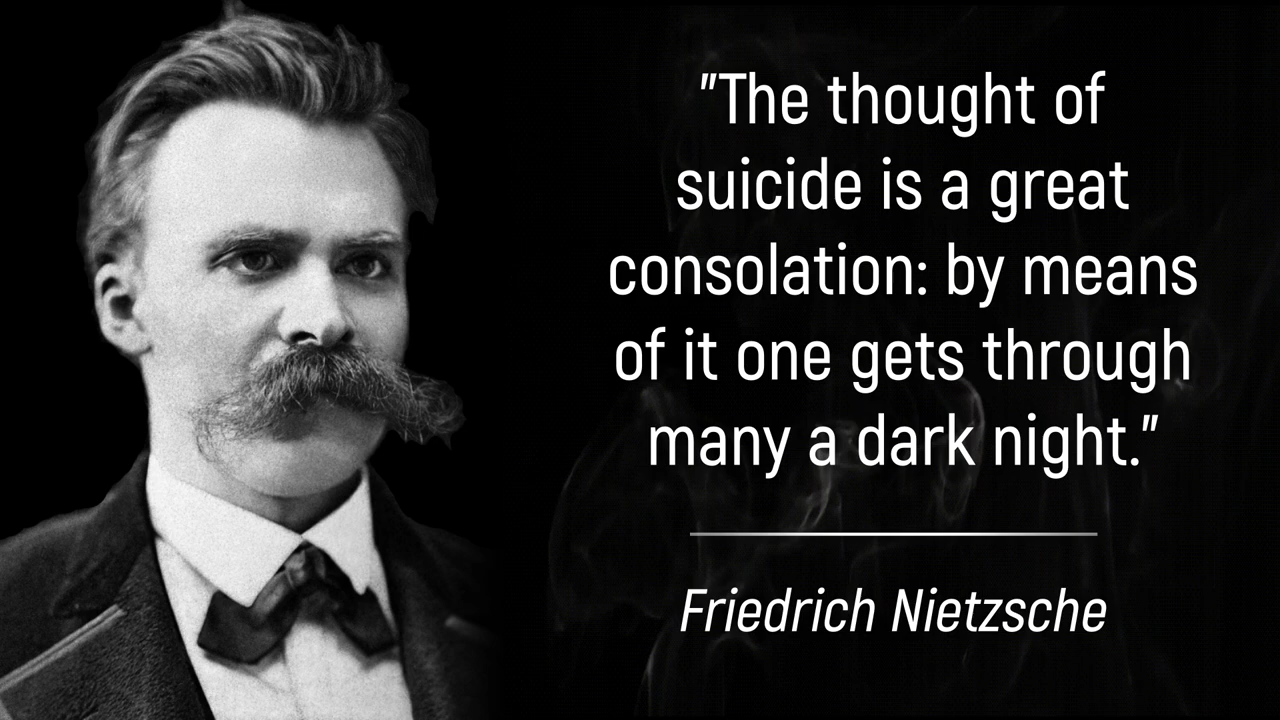 "The thought of
suicide is a great
consolation: by means
of it one gets through
many a dark night."
Friedrich Nietzsche